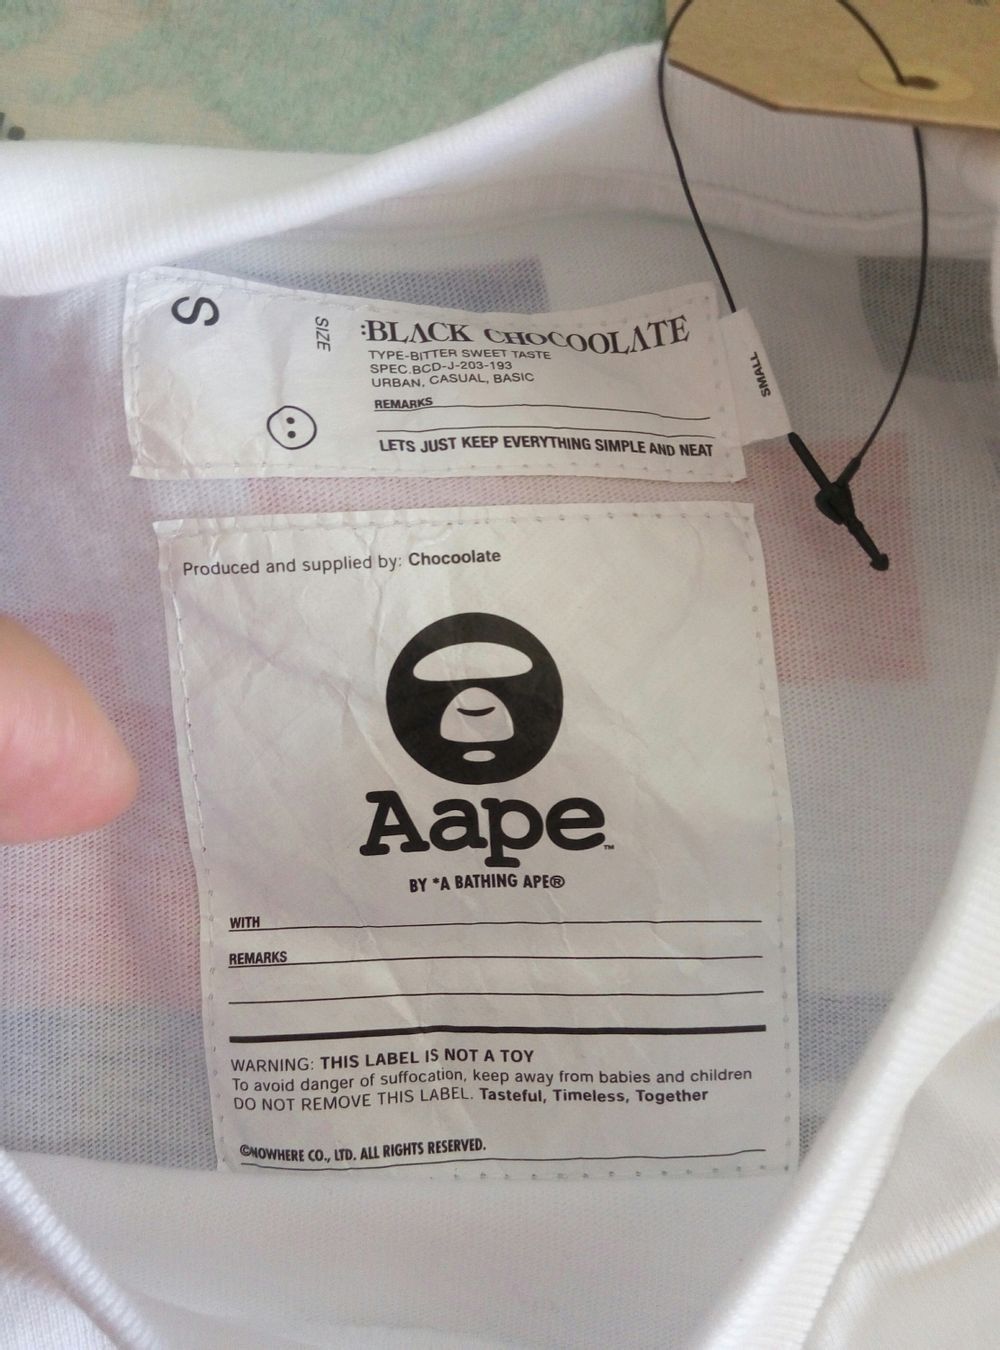 S
SIZE
:BLACK CHOCOOLATE
TYPE-BITTER SWEET TASTE
SPEC.BCD-J-203-193
URBAN, CASUAL, BASIC
REMARKS
LETS JUST KEEP EVERYTHING SIMPLE AND NEAT
SMALL
Produced and supplied by: Chocoolate
Aape™
BY *A BATHING APE®
WITH
REMARKS
WARNING: THIS LABEL IS NOT A TOY
To avoid danger of suffocation, keep away from babies and children
DO NOT REMOVE THIS LABEL. Tasteful, Timeless, Together
©NOWHERE CO., LTD. ALL RIGHTS RESERVED.